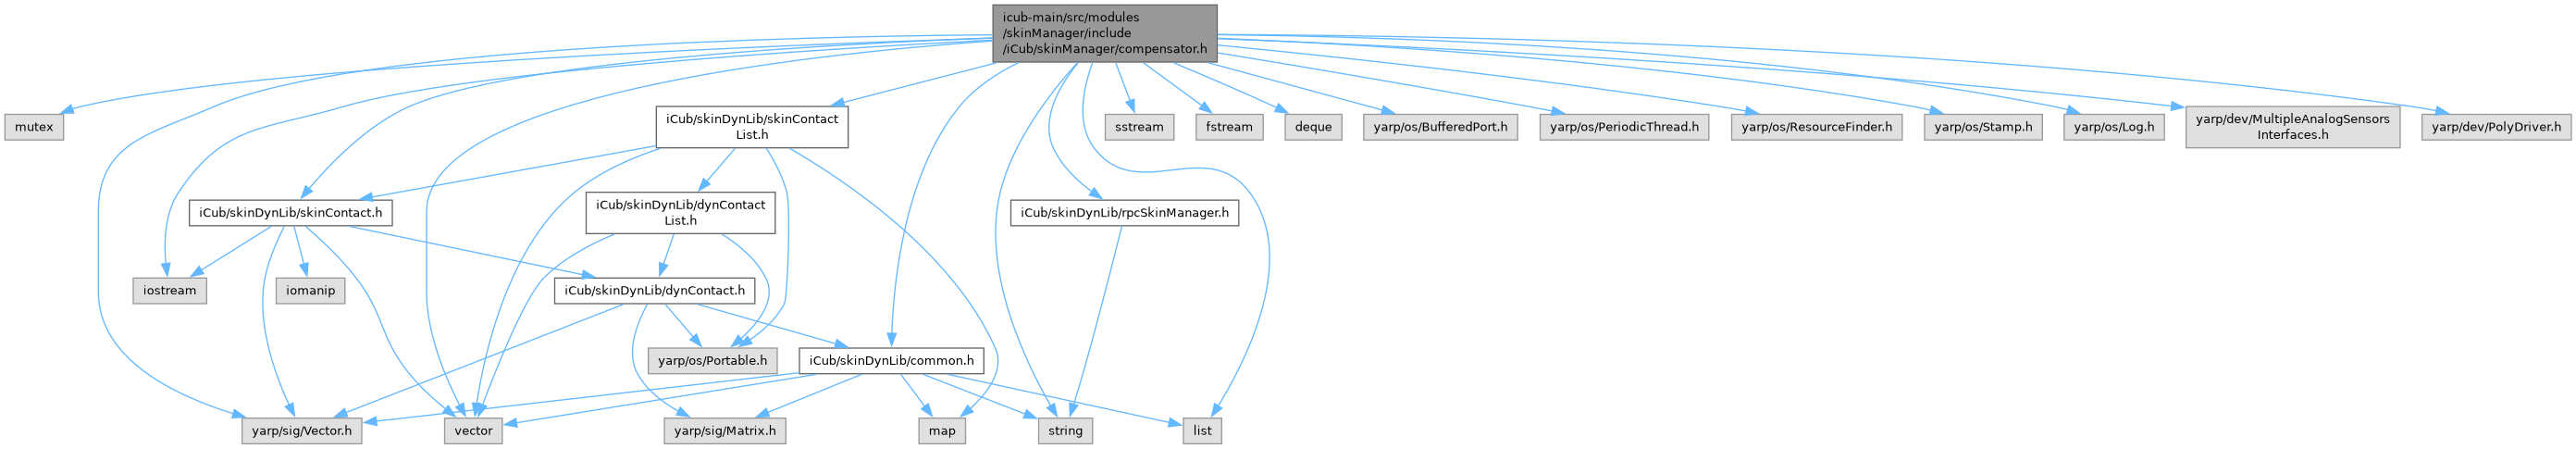 icub-main/src/modules
/skinManager/include
/iCub/skinManager/compensator.h
mutex
iCub/skinDynLib/skinContact
List.h
sstream
fstream
deque
yarp/os/BufferedPort.h
yarp/os/PeriodicThread.h
yarp/os/ResourceFinder.h
yarp/os/Stamp.h
yarp/os/Log.h
yarp/dev/MultipleAnalogSensors
Interfaces.h
yarp/dev/PolyDriver.h
iCub/skinDynLib/skinContact.h
iCub/skinDynLib/dynContact
List.h
iCub/skinDynLib/rpcSkinManager.h
iostream
iomanip
iCub/skinDynLib/dynContact.h
yarp/os/Portable.h
iCub/skinDynLib/common.h
yarp/sig/Vector.h
vector
yarp/sig/Matrix.h
map
string
list